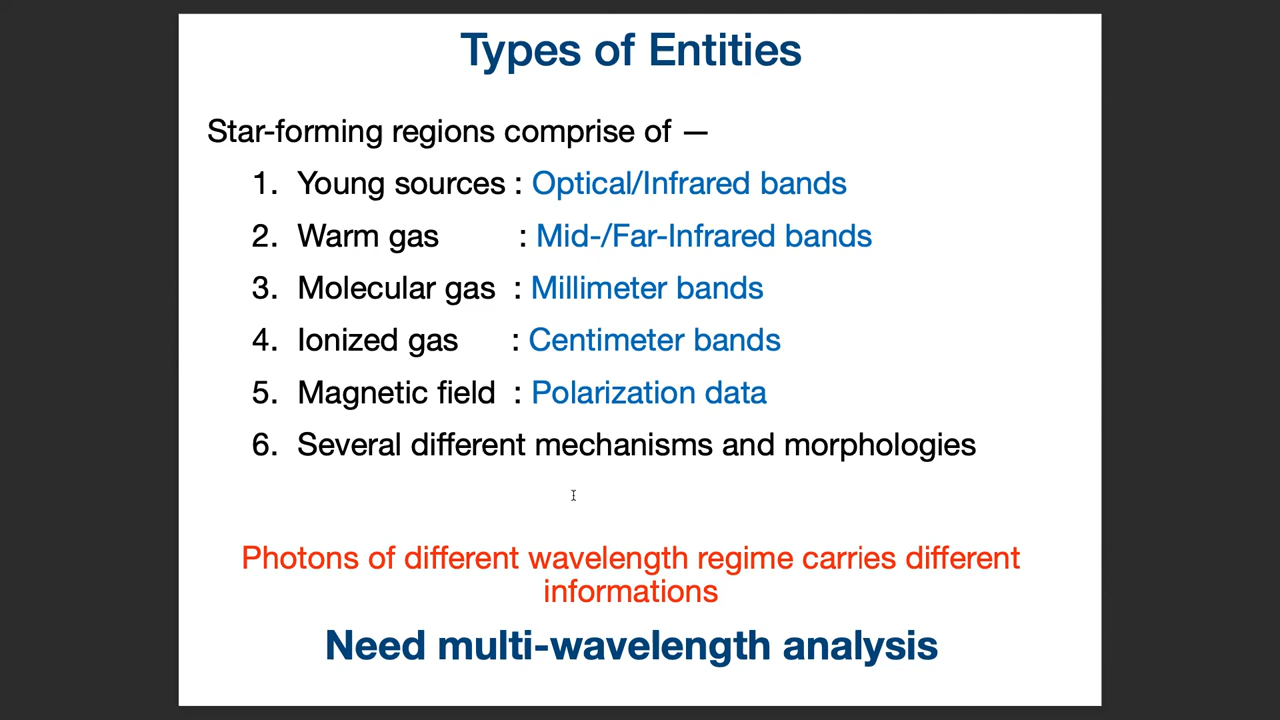 Types of Entities
Star-forming regions comprise of —
1. Young sources : Optical/Infrared bands
2. Warm gas : Mid-/Far-Infrared bands
3. Molecular gas : Millimeter bands
4. Ionized gas : Centimeter bands
5. Magnetic field : Polarization data
6. Several different mechanisms and morphologies
Photons of different wavelength regime carries different
informations
Need multi-wavelength analysis